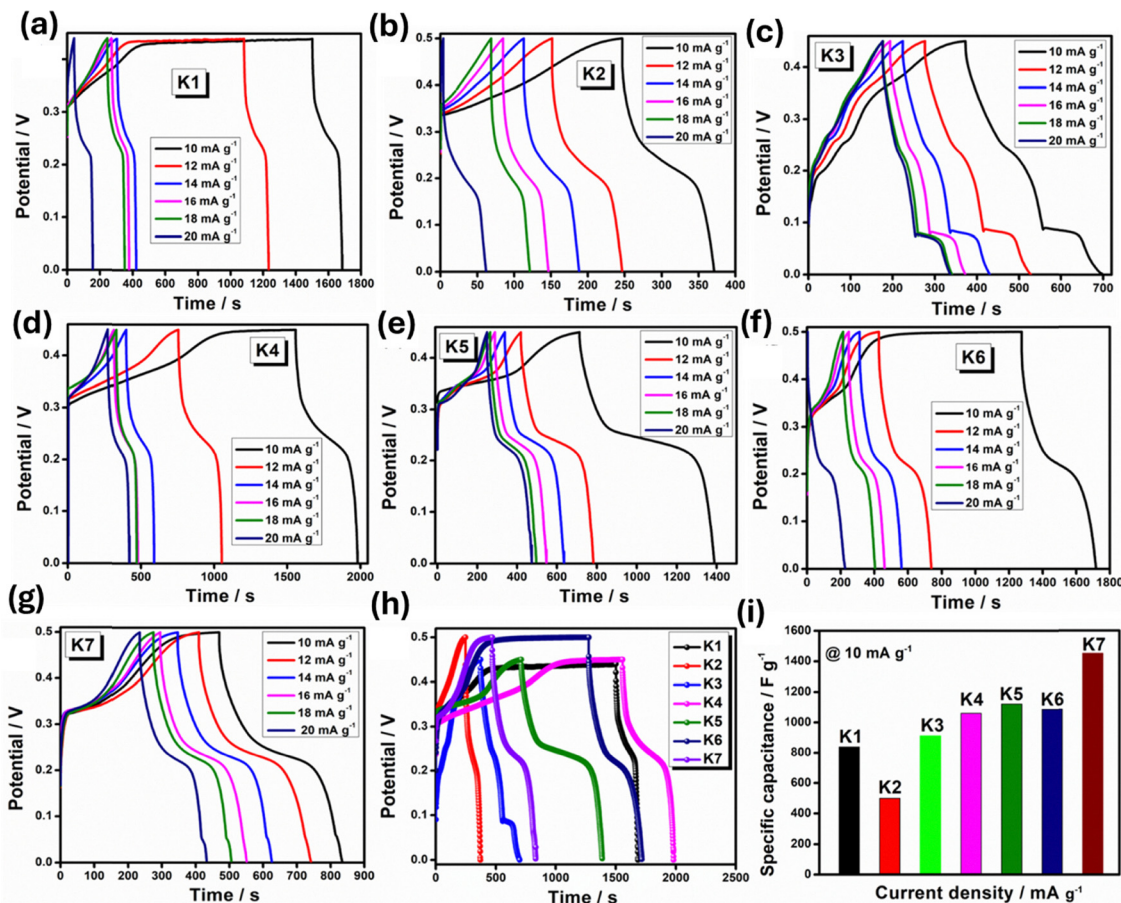 (a)
K1
Potential / V
0.3
0.2
0.1
0.0
10 mA g-1
12 mA g-1
14 mA g-1
16 mA g-1
18 mA g-1
20 mA g-1
0 200 400 600 800 1000 1200 1400 1600 1800
Time / s
(b)
K2
Potential / V
0.5
0.4
0.3
0.2
0.1
0.0
10 mA g-1
12 mA g-1
14 mA g-1
16 mA g-1
18 mA g-1
20 mA g-1
0 50 100 150 200 250 300 350 400
Time / s
(c)
K3
Potential / V
0.4
0.3
0.2
0.1
0.0
10 mA g-1
12 mA g-1
14 mA g-1
16 mA g-1
18 mA g-1
20 mA g-1
0 100 200 300 400 500 600 700
Time / s
(d)
K4
Potential / V
0.4
0.3
0.2
0.1
0.0
10 mA g-1
12 mA g-1
14 mA g-1
16 mA g-1
18 mA g-1
20 mA g-1
0 500 1000 1500 2000
Time / s
(e)
K5
Potential / V
0.4
0.3
0.2
0.1
0.0
10 mA g-1
12 mA g-1
14 mA g-1
16 mA g-1
18 mA g-1
20 mA g-1
0 200 400 600 800 1000 1200 1400
Time / s
(f)
K6
Potential / V
0.5
0.4
0.3
0.2
0.1
0.0
10 mA g-1
12 mA g-1
14 mA g-1
16 mA g-1
18 mA g-1
20 mA g-1
0 200 400 600 800 1000 1200 1400 1600 1800
Time / s
(g)
K7
Potential / V
0.5
0.4
0.3
0.2
0.1
0.0
10 mA g-1
12 mA g-1
14 mA g-1
16 mA g-1
18 mA g-1
20 mA g-1
0 100 200 300 400 500 600 700 800 900
Time / s
(h)
Potential / V
0.5
0.4
0.3
0.2
0.1
0.0
K1
K2
K3
K4
K5
K6
K7
0 500 1000 1500 2000 2500
Time / s
(i)
@ 10 mA g-1
Specific capacitance / F g-1
1600
1400
1200
1000
800
600
400
200
0
K1
K2
K3
K4
K5
K6
K7
Current density / mA g-1